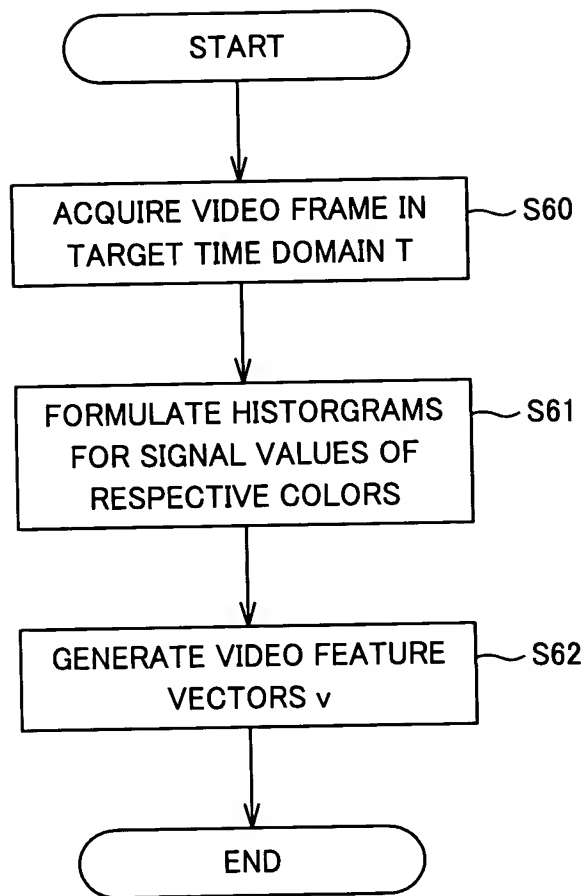 START
ACQUIRE VIDEO FRAME IN
TARGET TIME DOMAIN T
S60
FORMULATE HISTORGRAMS
FOR SIGNAL VALUES OF
RESPECTIVE COLORS
S61
GENERATE VIDEO FEATURE
VECTORS v
S62
END